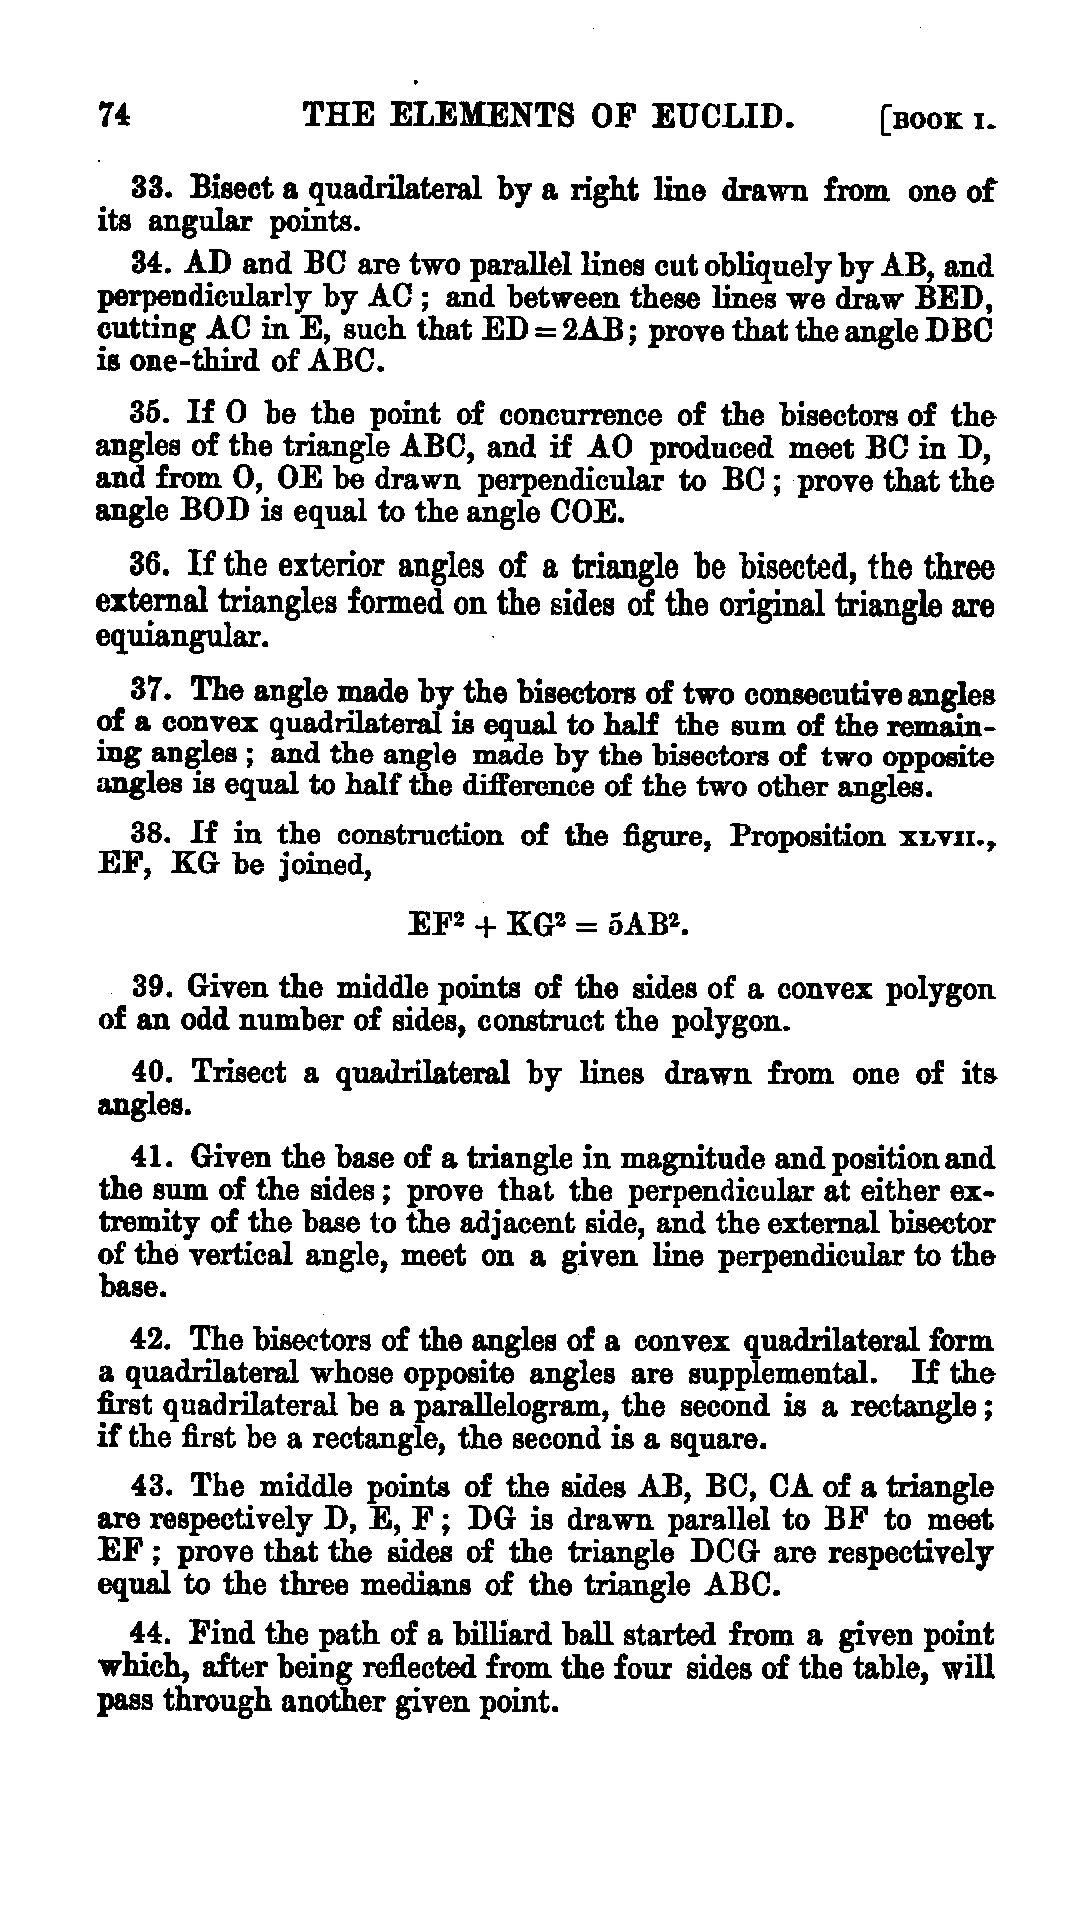 74 THE ELEMENTS OF EUCLID. [BOOK I.
33. Bisect a quadrilateral by a right line drawn from one of
its angular points.
34. AD and BC are two parallel lines cut obliquely by AB, and
perpendicularly by AC; and between these lines we draw BED,
cutting AC in E, such that ED = 2AB; prove that the angle DBC
is one-third of ABC.
35. If O be the point of concurrence of the bisectors of the
angles of the triangle ABC, and if AO produced meet BC in D,
and from O, OE be drawn perpendicular to BC; prove that the
angle BOD is equal to the angle COE.
36. If the exterior angles of a triangle be bisected, the three
external triangles formed on the sides of the original triangle are
equiangular.
37. The angle made by the bisectors of two consecutive angles
of a convex quadrilateral is equal to half the sum of the remain-
ing angles; and the angle made by the bisectors of two opposite
angles is equal to half the difference of the two other angles.
38. If in the construction of the figure, Proposition XLVII.,
EF, KG be joined,
EF² + KG² = 5AB².
39. Given the middle points of the sides of a convex polygon
of an odd number of sides, construct the polygon.
40. Trisect a quadrilateral by lines drawn from one of its
angles.
41. Given the base of a triangle in magnitude and position and
the sum of the sides; prove that the perpendicular at either ex-
tremity of the base to the adjacent side, and the external bisector
of the vertical angle, meet on a given line perpendicular to the
base.
42. The bisectors of the angles of a convex quadrilateral form
a quadrilateral whose opposite angles are supplemental. If the
first quadrilateral be a parallelogram, the second is a rectangle;
if the first be a rectangle, the second is a square.
43. The middle points of the sides AB, BC, CA of a triangle
are respectively D, E, F; DG is drawn parallel to BF to meet
EF; prove that the sides of the triangle DCG are respectively
equal to the three medians of the triangle ABC.
44. Find the path of a billiard ball started from a given point
which, after being reflected from the four sides of the table, will
pass through another given point.